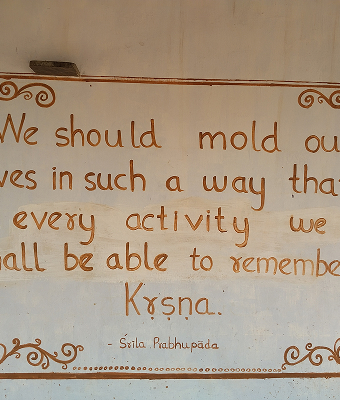 We should mold ou
ves in such a way tha
every activity we
all be able to remembe
Kṛṣṇa.
- Śrīla Prabhupāda